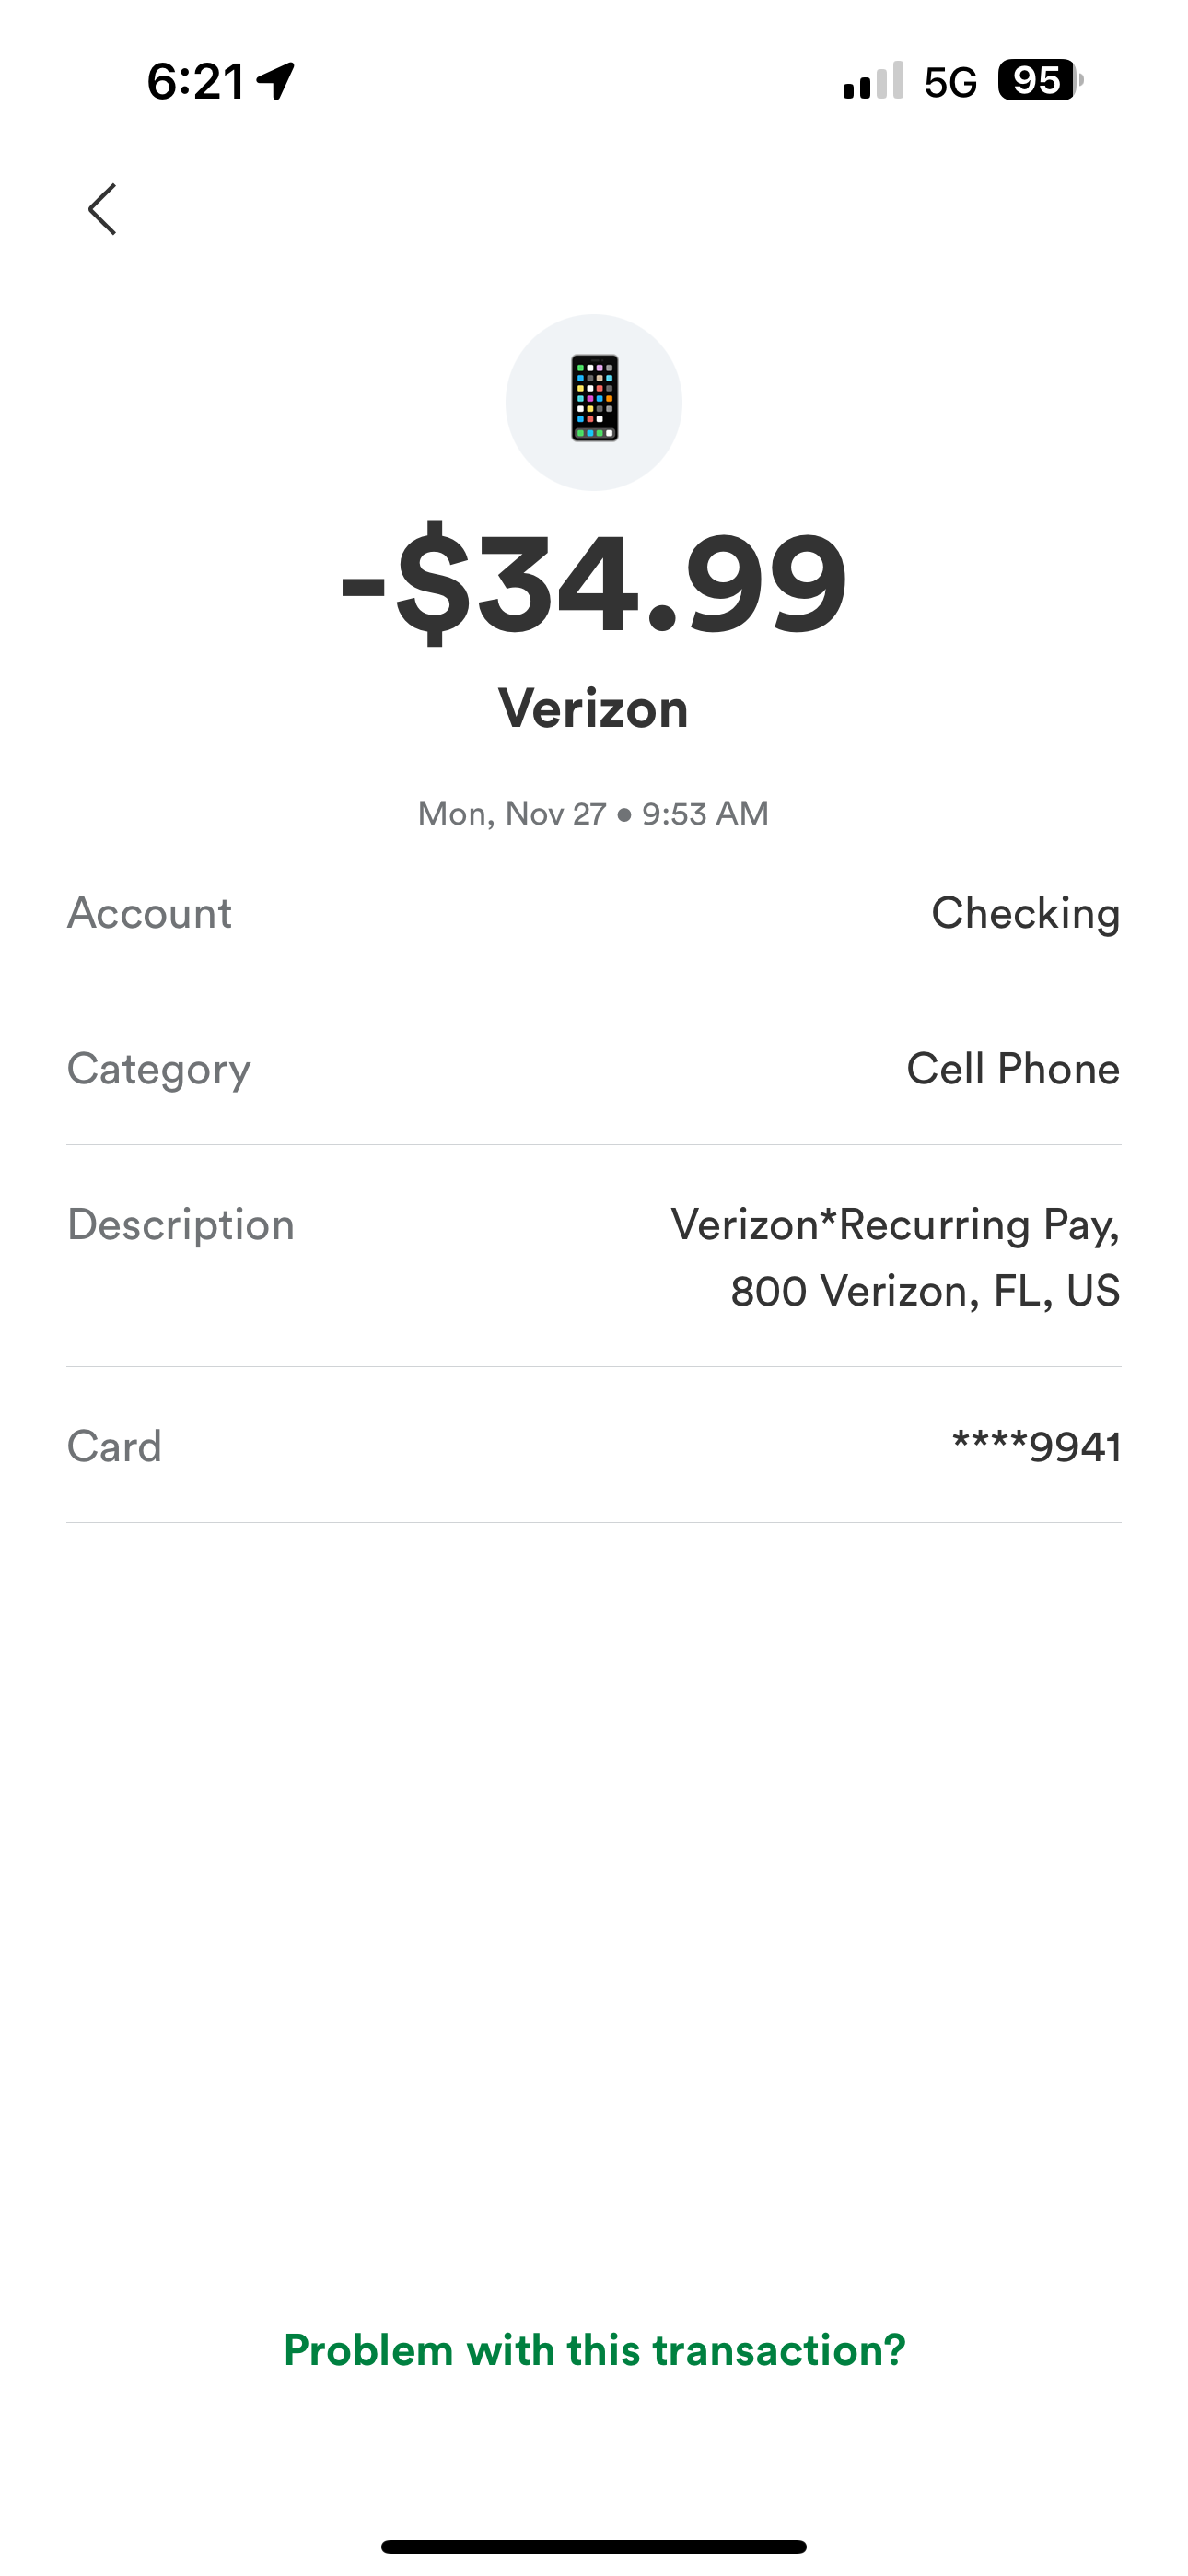 6:21 5G 95
-$34.99
Verizon
Mon, Nov 27 • 9:53 AM
Account Checking
Category Cell Phone
Description Verizon*Recurring Pay,
800 Verizon, FL, US
Card ****9941
Problem with this transaction?